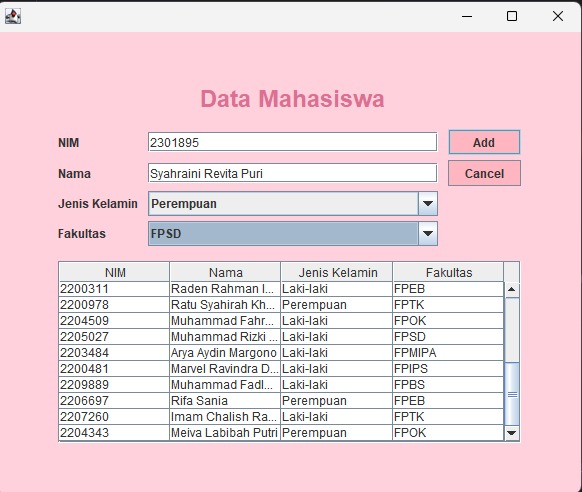 Data Mahasiswa
NIM 2301895 Add
Nama Syahraini Revita Puri Cancel
Jenis Kelamin Perempuan
Fakultas FPSD
NIM Nama Jenis Kelamin Fakultas
2200311 Raden Rahman I... Laki-laki FPEB
2200978 Ratu Syahirah Kh... Perempuan FPTK
2204509 Muhammad Fahr... Laki-laki FPOK
2205027 Muhammad Rizki ... Laki-laki FPSD
2203484 Arya Aydin Margono Laki-laki FPMIPA
2200481 Marvel Ravindra D... Laki-laki FPIPS
2209889 Muhammad Fadl... Laki-laki FPBS
2206697 Rifa Sania Perempuan FPEB
2207260 Imam Chalish Ra... Laki-laki FPTK
2204343 Meiva Labibah Putri Perempuan FPOK